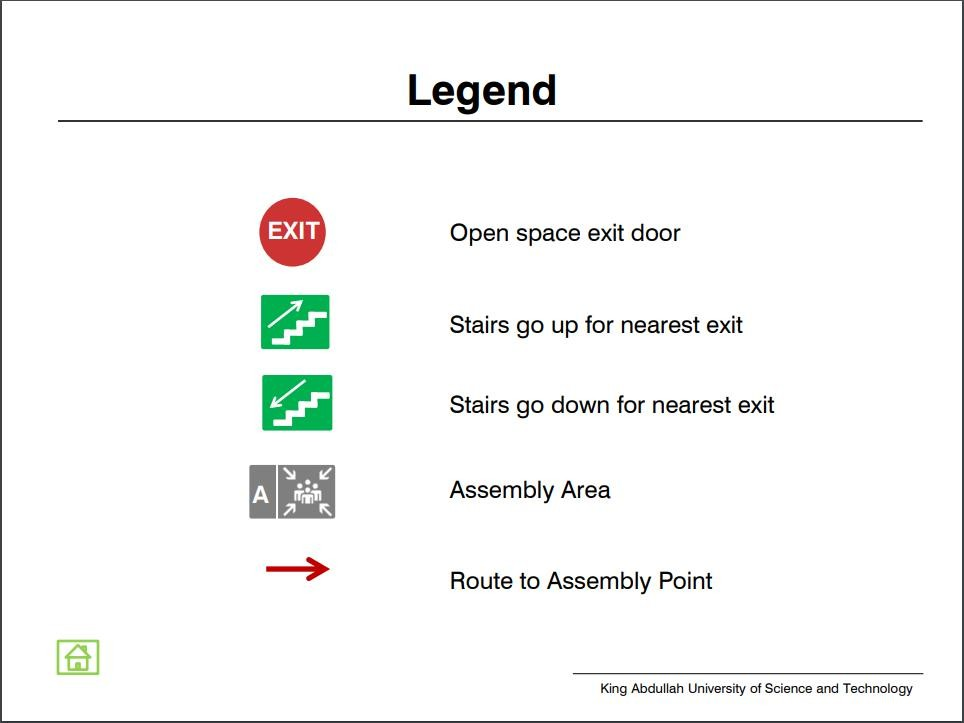 Legend
EXIT
Open space exit door
Stairs go up for nearest exit
Stairs go down for nearest exit
A
Assembly Area
Route to Assembly Point
King Abdullah University of Science and Technology